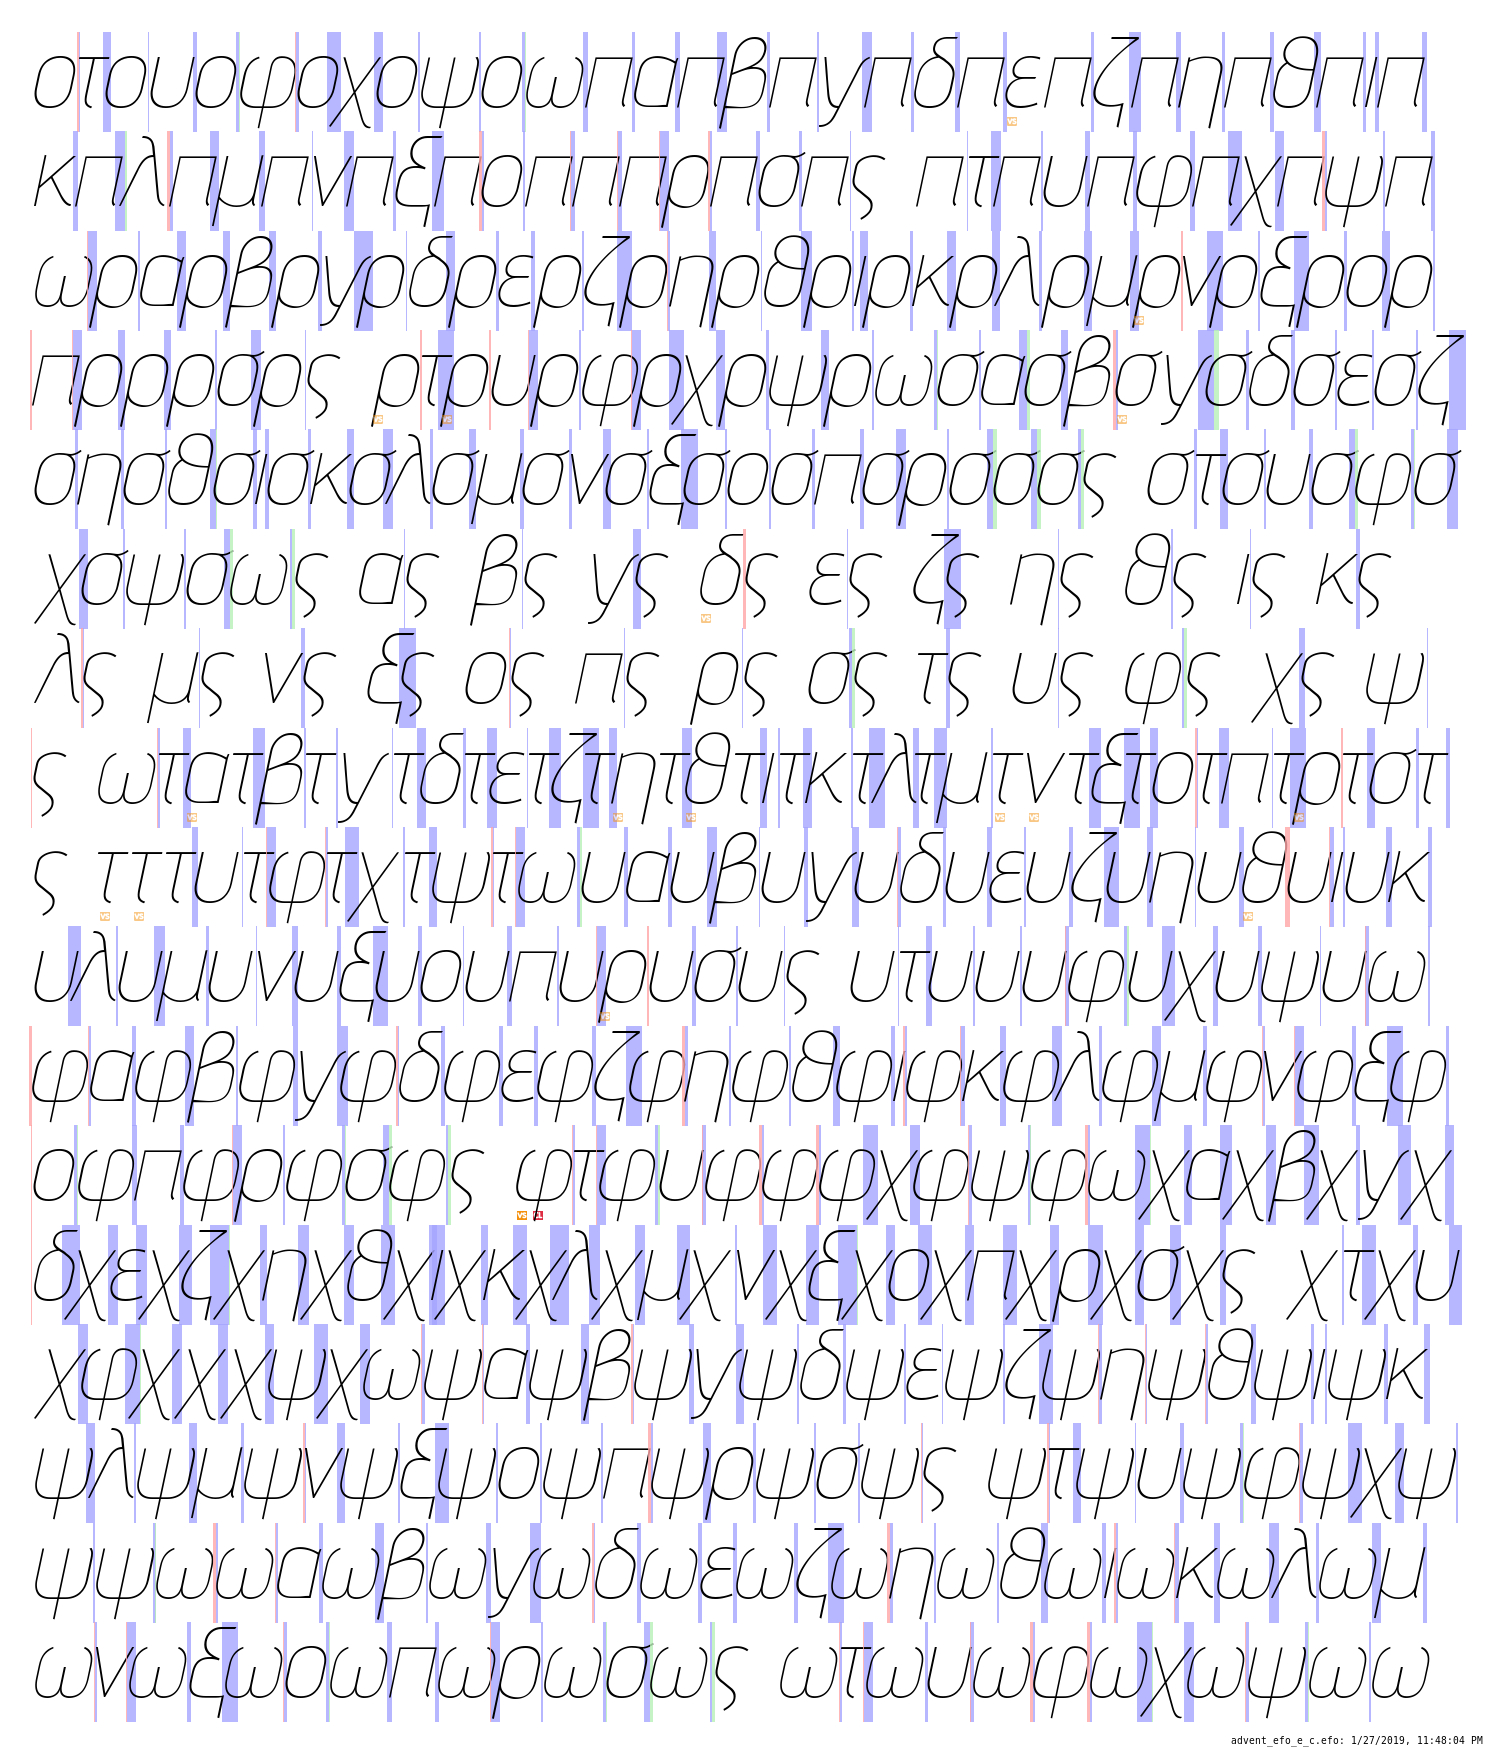 οτουοφοχοψοωπαπβπγπδπεπζπηπθπιπ
κπλπμπνπξποπππρπσπς πτπυπφπχπψπ
ωραρβργρδρερζρηρθριρκρλρμρνρξρορ
πρρρσρς ρτρυρφρχρψρωσασβσγσδσεσζ
σησθσισκσλσμσνσξσοσπσρσσσς στσυσφσ
χσψσως ας βς γς δς ες ζς ης θς ις κς
λς μς νς ξς ος πς ρς σς τς υς φς χς ψ
ς ωτατβτγτδτετζτητθτιτκτλτμτντξτοτπτρτστ
ς τττυτφτχτψτωυαυβυγυδυευζυηυθυιυκ
υλυμυνυξυουπυρυσυς υτυυυφυχυψυω
φαφβφγφδφεφζφηφθφιφκφλφμφνφξφ
οφπφρφσφς φτφυφφφχφψφωχαχβχγχ
δχεχζχηχθχιχκχλχμχνχξχοχπχρχσχς χτχυ
χφχχχψχωψαψβψγψδψεψζψηψθψιψκ
ψλψμψνψξψοψπψρψσψς ψτψυψφψχψ
ψψωωαωβωγωδωεωζωηωθωιωκωλωμ
ωνωξωοωπωρωσως ωτωυωφωχωψωω
advent_efo_e_c.efo: 1/27/2019, 11:48:04 PM